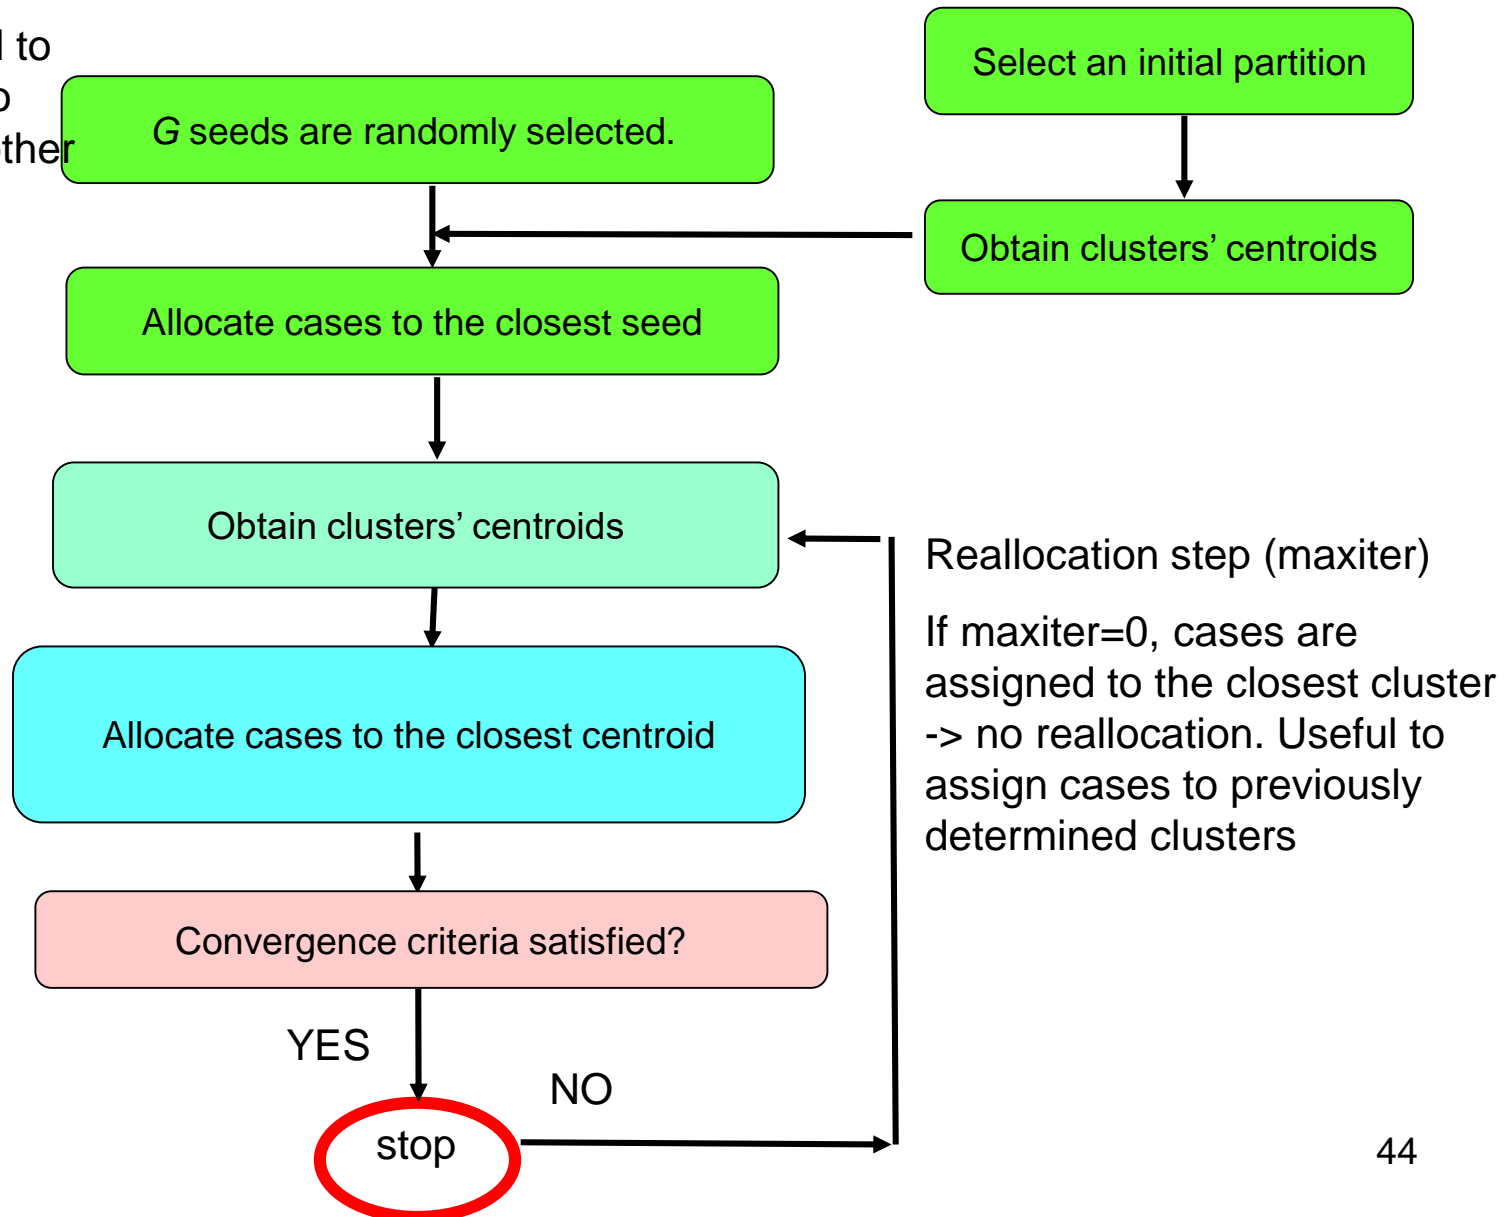 to
G seeds are randomly selected.
Select an initial partition
Obtain clusters’ centroids
Allocate cases to the closest seed
Obtain clusters’ centroids
Reallocation step (maxiter)
If maxiter=0, cases are
assigned to the closest cluster
-> no reallocation. Useful to
assign cases to previously
determined clusters
Allocate cases to the closest centroid
Convergence criteria satisfied?
YES
NO
stop
44